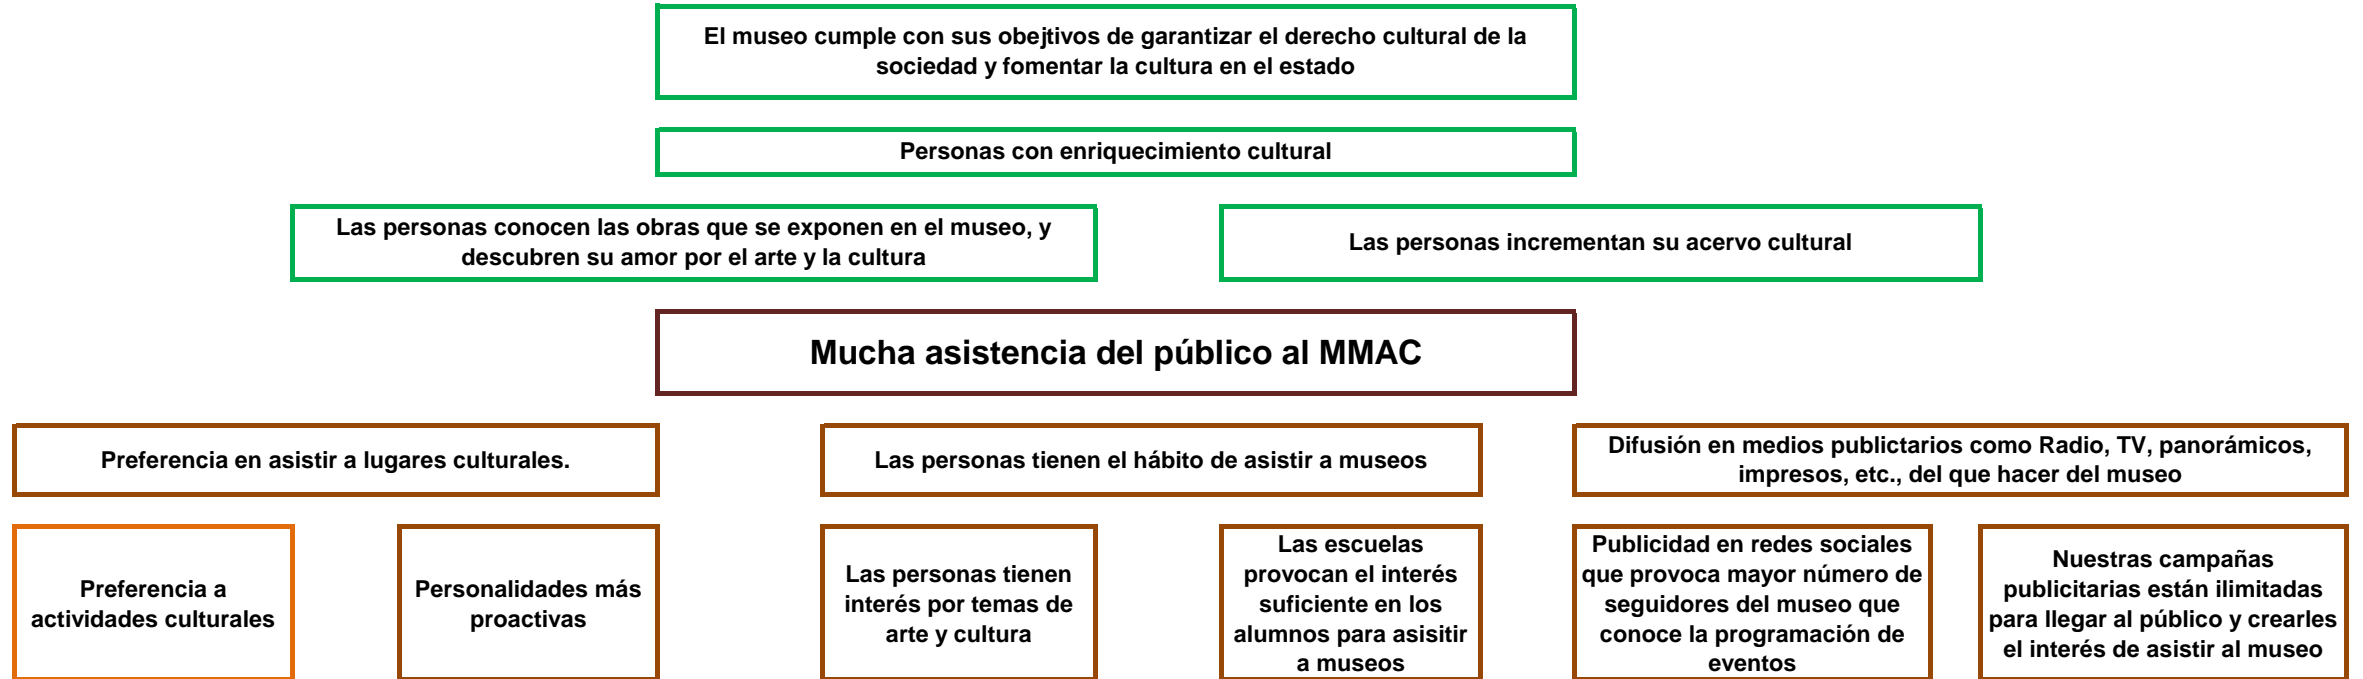 El museo cumple con sus obejtivos de garantizar el derecho cultural de la
sociedad y fomentar la cultura en el estado
Personas con enriquecimiento cultural
Las personas conocen las obras que se exponen en el museo, y
descubren su amor por el arte y la cultura
Las personas incrementan su acervo cultural
Mucha asistencia del público al MMAC
Preferencia en asistir a lugares culturales.
Las personas tienen el hábito de asistir a museos
Difusión en medios publictarios como Radio, TV, panorámicos,
impresos, etc., del que hacer del museo
Preferencia a
actividades culturales
Personalidades más
proactivas
Las personas tienen
interés por temas de
arte y cultura
Las escuelas
provocan el interés
suficiente en los
alumnos para asisitir
a museos
Publicidad en redes sociales
que provoca mayor número de
seguidores del museo que
conoce la programación de
eventos
Nuestras campañas
publicitarias están ilimitadas
para llegar al público y crearles
el interés de asistir al museo